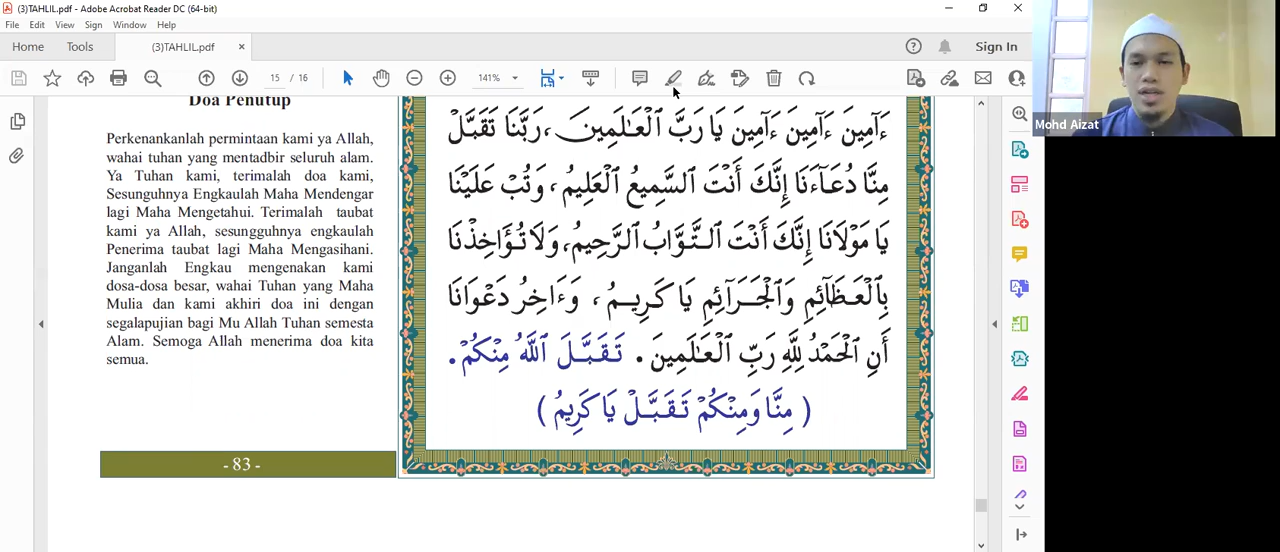 (3)TAHLIL.pdf - Adobe Acrobat Reader DC (64-bit)
File Edit View Sign Window Help
Home Tools (3)TAHLIL.pdf × Sign In
15 / 16 141%
Mohd Aizat
Doa Penutup
Perkenankanlah permintaan kami ya Allah,
wahai tuhan yang mentadbir seluruh alam.
Ya Tuhan kami, terimalah doa kami,
Sesungguhnya Engkaulah Maha Mendengar
lagi Maha Mengetahui. Terimalah taubat
kami ya Allah, sesungguhnya engkaulah
Penerima taubat lagi Maha Mengasihani.
Janganlah Engkau mengenakan kami
dosa-dosa besar, wahai Tuhan yang Maha
Mulia dan kami akhiri doa ini dengan
segalapujian bagi Mu Allah Tuhan semesta
Alam. Semoga Allah menerima doa kita
semua.
- 83 -
ءَآمِينَ ءَآمِينَ ءَآمِينَ يَا رَبَّ ٱلْعَـٰلَمِينَ، رَبَّنَا تَقَبَّلْ
مِنَّا دُعَآءَنَا إِنَّكَ أَنْتَ ٱلسَّمِيعُ ٱلْعَلِيمُ، وَتُبْ عَلَيْنَا
يَا مَوْلَانَا إِنَّكَ أَنْتَ ٱلتَّوَّابُ ٱلرَّحِيمُ، وَلَا تُؤَاخِذْنَا
بِٱلْعَظَآئِمِ وَٱلْجَرَآئِمِ يَا كَرِيمُ، وَءَاخِرُ دَعْوَانَا
أَنِ ٱلْحَمْدُ لِلَّهِ رَبِّ ٱلْعَـٰلَمِينَ. تَقَبَّلَ ٱللَّهُ مِنْكُمْ.
( مِنَّا وَمِنْكُمْ تَقَبَّلْ يَا كَرِيمُ )